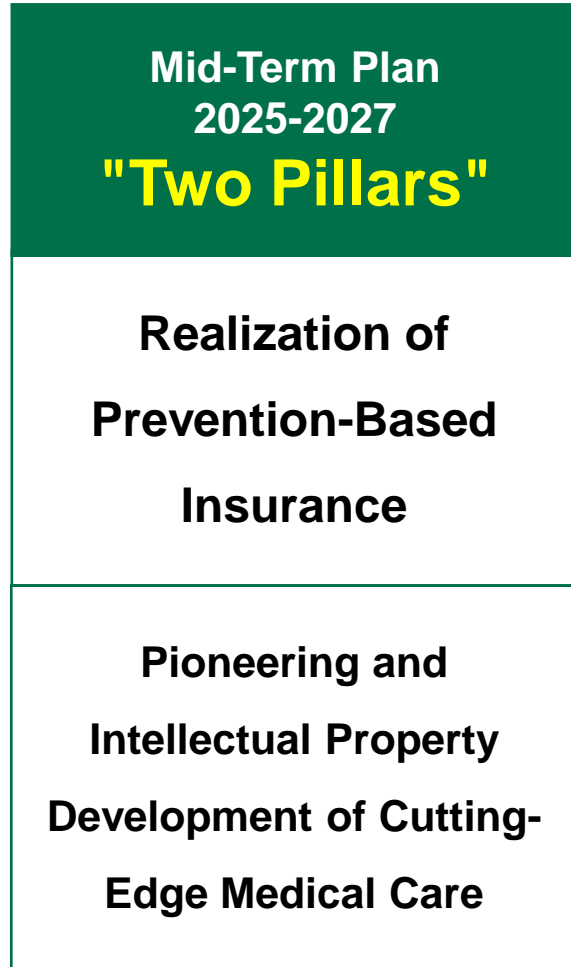 Mid-Term Plan
2025-2027
"Two Pillars"
Realization of
Prevention-Based
Insurance
Pioneering and
Intellectual Property
Development of Cutting-
Edge Medical Care